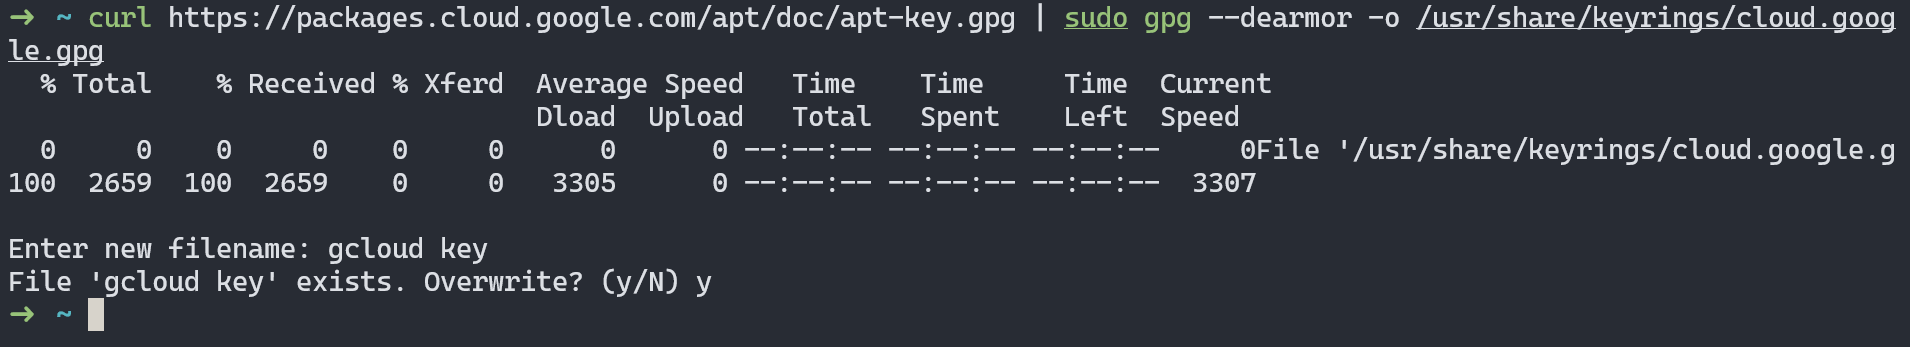 ➜ ~ curl https://packages.cloud.google.com/apt/doc/apt-key.gpg | sudo gpg --dearmor -o /usr/share/keyrings/cloud.goog
le.gpg
  % Total    % Received % Xferd  Average Speed   Time    Time     Time  Current
                                 Dload  Upload   Total   Spent    Left  Speed
  0     0    0     0    0     0      0      0 --:--:-- --:--:-- --:--:--     0File '/usr/share/keyrings/cloud.google.g
100  2659  100  2659    0     0   3305      0 --:--:-- --:--:-- --:--:--  3307
Enter new filename: gcloud key
File 'gcloud key' exists. Overwrite? (y/N) y
➜ ~